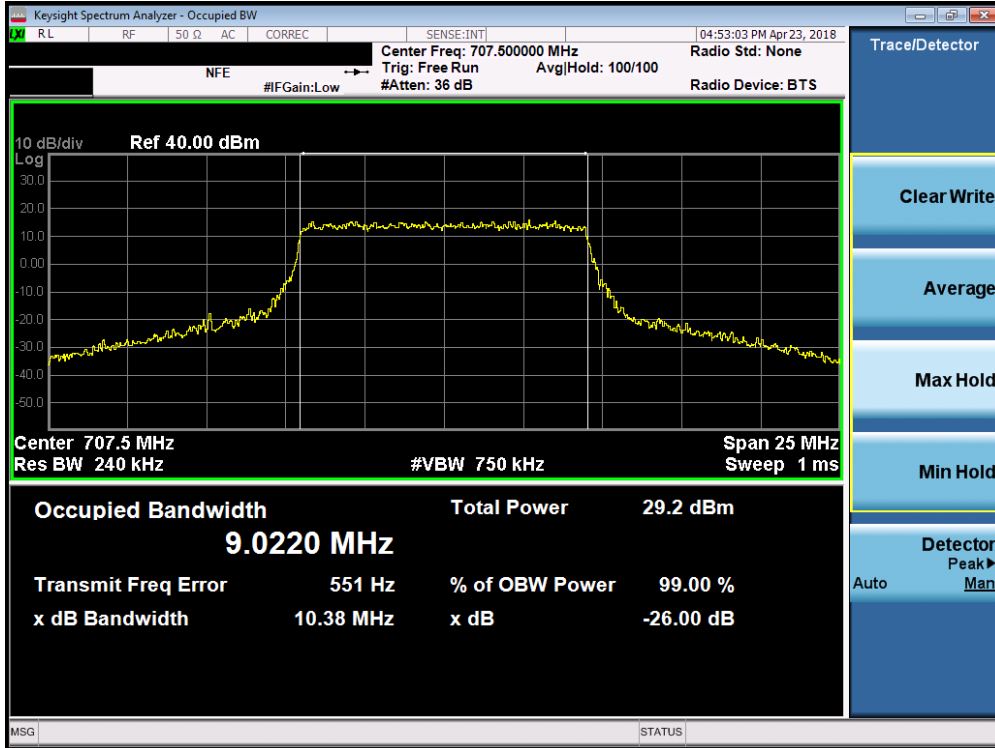 Keysight Spectrum Analyzer - Occupied BW
LXI RL RF 50 Ω AC CORREC SENSE:INT 04:53:03 PM Apr 23, 2018
Center Freq: 707.500000 MHz Radio Std: None
NFE Trig: Free Run Avg|Hold: 100/100
#IFGain:Low #Atten: 36 dB Radio Device: BTS
10 dB/div Ref 40.00 dBm
Log
30.0
20.0
10.0
0.00
-10.0
-20.0
-30.0
-40.0
-50.0
Center 707.5 MHz Span 25 MHz
Res BW 240 kHz #VBW 750 kHz Sweep 1 ms
Occupied Bandwidth Total Power 29.2 dBm
9.0220 MHz
Transmit Freq Error 551 Hz % of OBW Power 99.00 %
x dB Bandwidth 10.38 MHz x dB -26.00 dB
MSG STATUS
Trace/Detector
Clear Write
Average
Max Hold
Min Hold
Detector
Peak▶
Auto Man